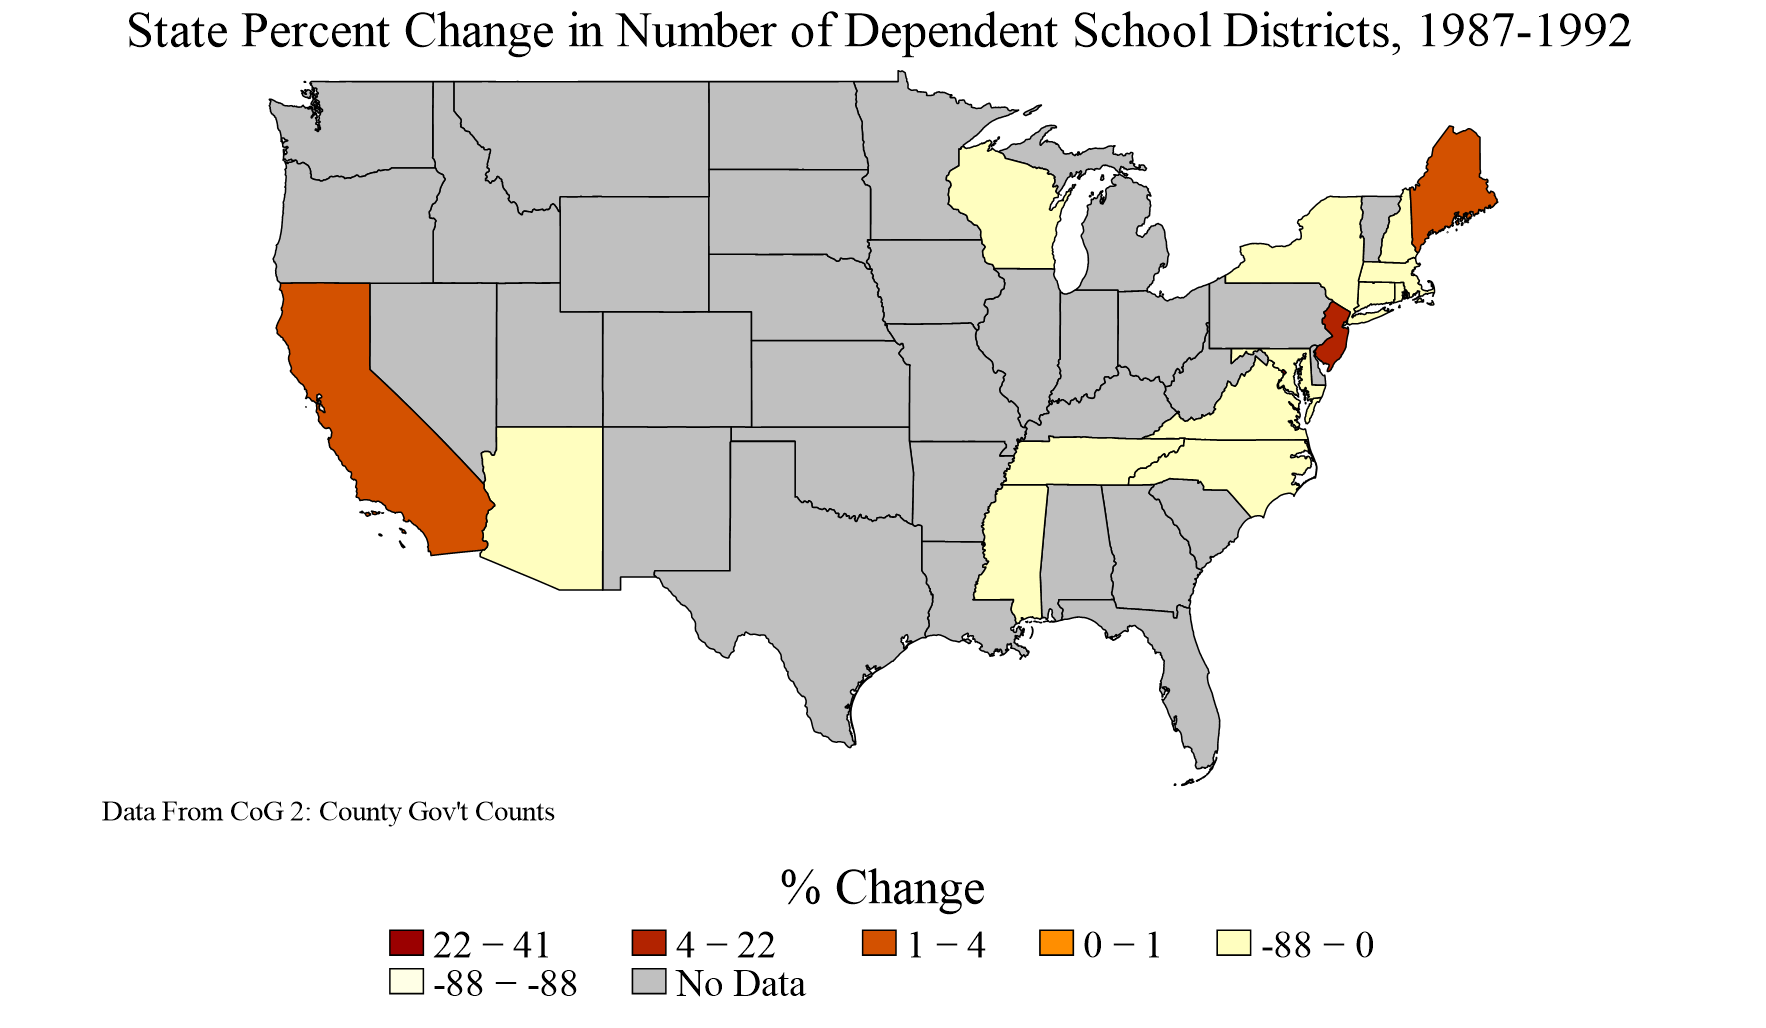 State Percent Change in Number of Dependent School Districts, 1987-1992
Data From CoG 2: County Gov't Counts
% Change
22 − 41 4 − 22 1 − 4 0 − 1 -88 − 0
-88 − -88 No Data